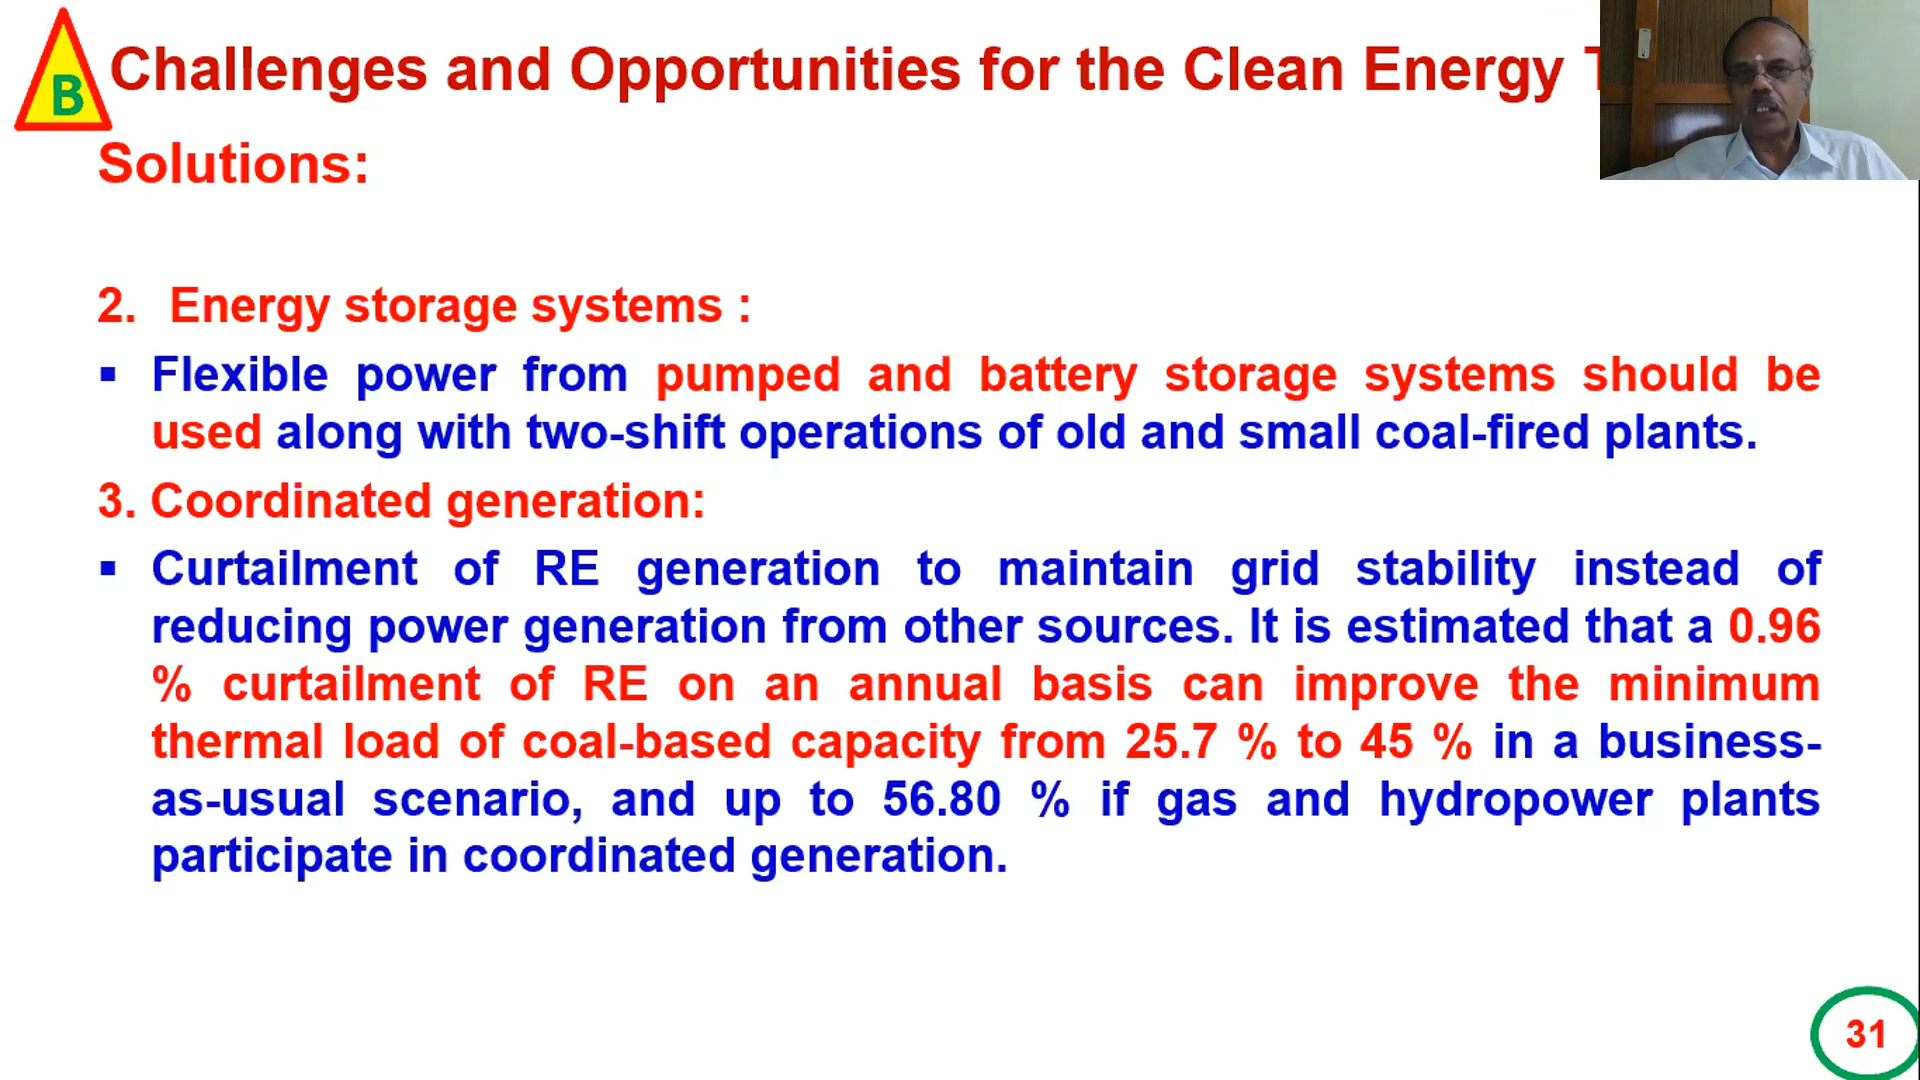 B
Challenges and Opportunities for the Clean Energy
Solutions:
2. Energy storage systems :
▪ Flexible power from pumped and battery storage systems should be
used along with two-shift operations of old and small coal-fired plants.
3. Coordinated generation:
▪ Curtailment of RE generation to maintain grid stability instead of
reducing power generation from other sources. It is estimated that a 0.96
% curtailment of RE on an annual basis can improve the minimum
thermal load of coal-based capacity from 25.7 % to 45 % in a business-
as-usual scenario, and up to 56.80 % if gas and hydropower plants
participate in coordinated generation.
31